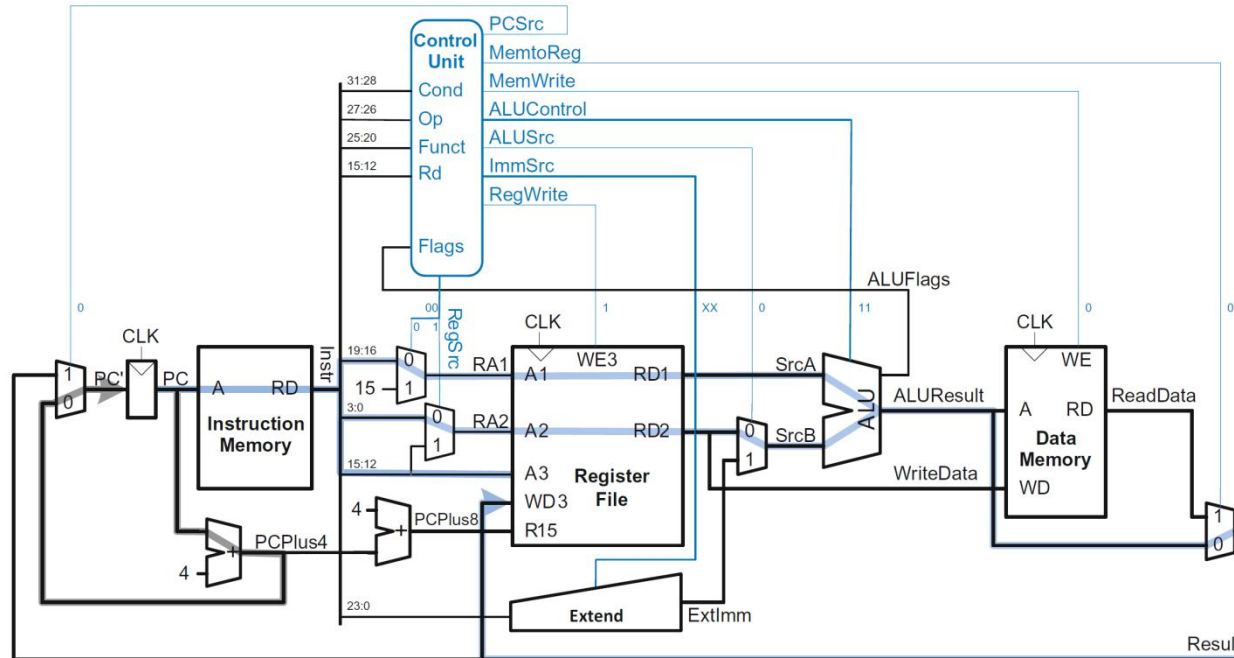 PCSrc
Control
Unit
MemtoReg
MemWrite
ALUControl
ALUSrc
ImmSrc
RegWrite
31:28
Cond
27:26
Op
25:20
Funct
15:12
Rd
Flags
ALUFlags
0
00
0 1
RegSrc
1
XX
0
11
0
0
CLK
CLK
CLK
1
0
PC'
PC
A
RD
Instruction
Memory
Instr
19:16
0
15
1
RA1
3:0
0
1
RA2
15:12
A1
WE3
RD1
A2
RD2
A3
WD3
R15
Register
File
SrcA
0
1
SrcB
ALU
ALUResult
WE
A
RD
Data
Memory
WD
ReadData
WriteData
1
0
4
+
PCPlus4
4
+
PCPlus8
23:0
Extend
ExtImm
Resul